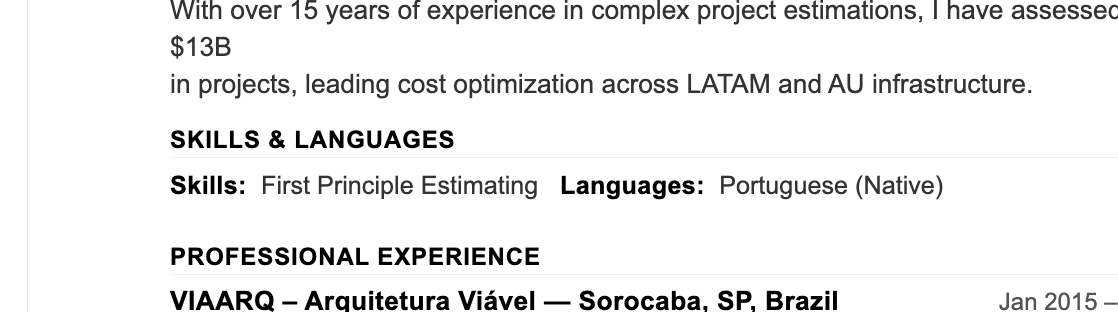 With over 15 years of experience in complex project estimations, I have assessed
$13B
in projects, leading cost optimization across LATAM and AU infrastructure.
SKILLS & LANGUAGES
Skills: First Principle Estimating Languages: Portuguese (Native)
PROFESSIONAL EXPERIENCE
VIAARQ – Arquitetura Viável — Sorocaba, SP, Brazil Jan 2015 –